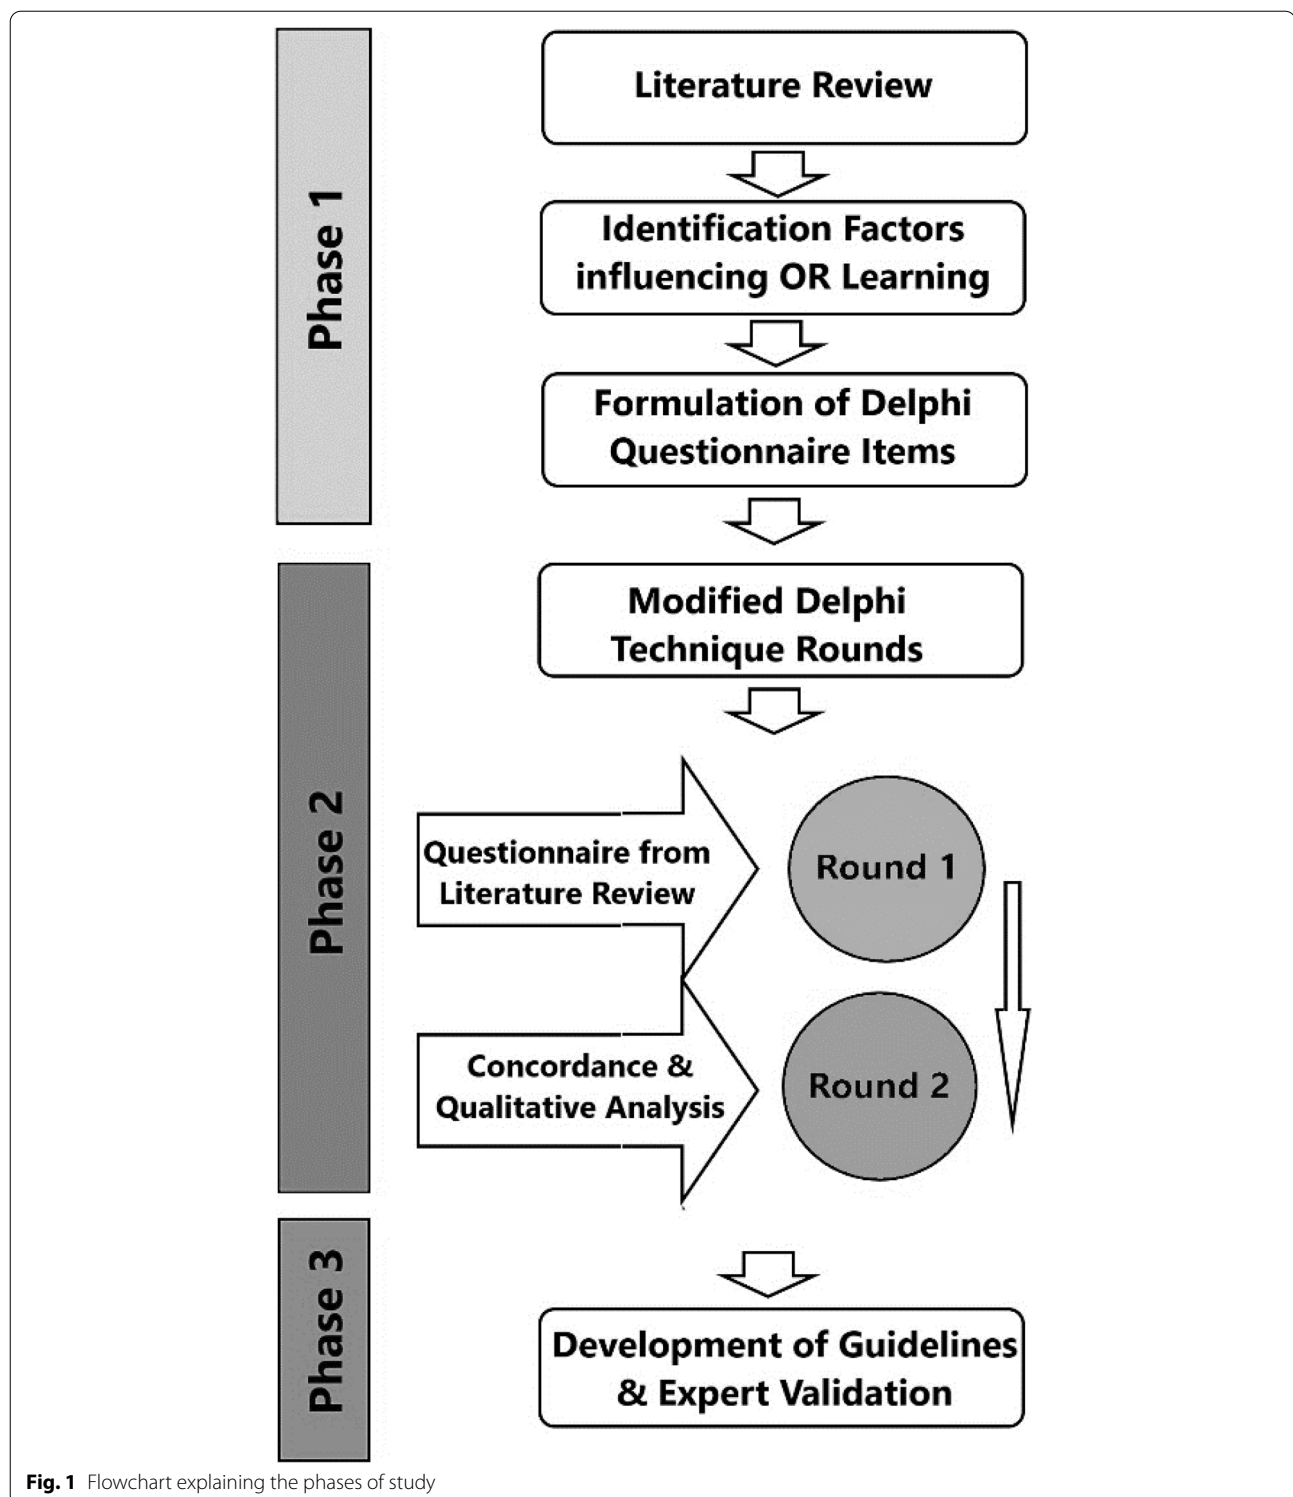 Phase 1
Literature Review
Identification Factors
influencing OR Learning
Formulation of Delphi
Questionnaire Items
Phase 2
Modified Delphi
Technique Rounds
Questionnaire from
Literature Review
Round 1
Concordance &
Qualitative Analysis
Round 2
Phase 3
Development of Guidelines
& Expert Validation
Fig. 1 Flowchart explaining the phases of study